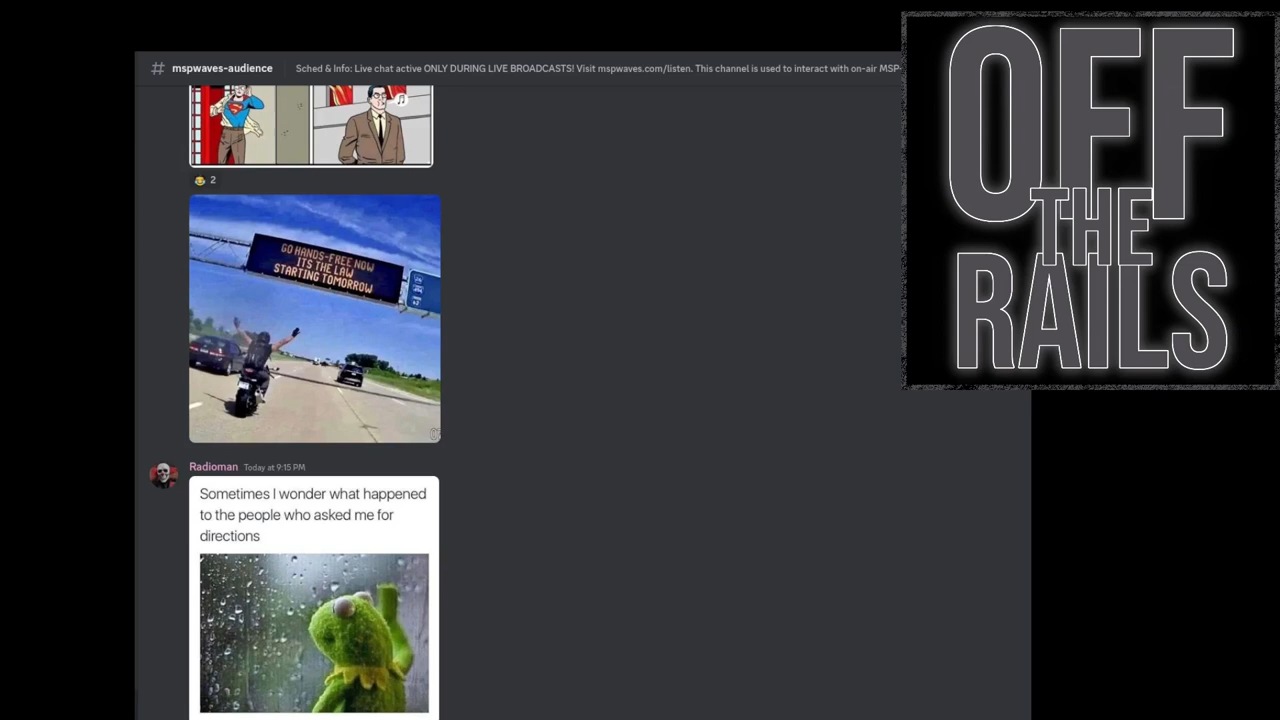 # mspwaves-audience
Sched & Info: Live chat active ONLY DURING LIVE BROADCASTS! Visit mspwaves.com/listen. This channel is used to interact with on-air MSP-
OFF
THE
RAILS
2
GO HANDS-FREE NOW
ITS THE LAW
STARTING TOMORROW
Radioman Today at 9:15 PM
Sometimes I wonder what happened
to the people who asked me for
directions